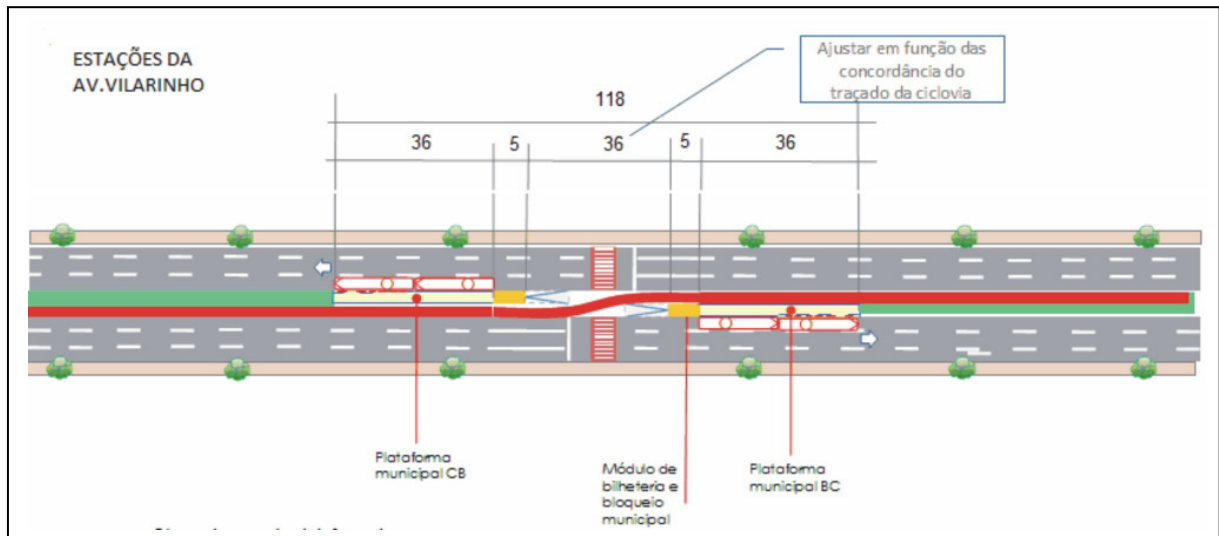 ESTAÇÕES DA
AV.VILARINHO
Ajustar em função das
concordância do
traçado da ciclovia
118
36 5 36 5 36
Plataforma
municipal CB
Módulo de
bilheteria e
bloqueio
municipal
Plataforma
municipal BC